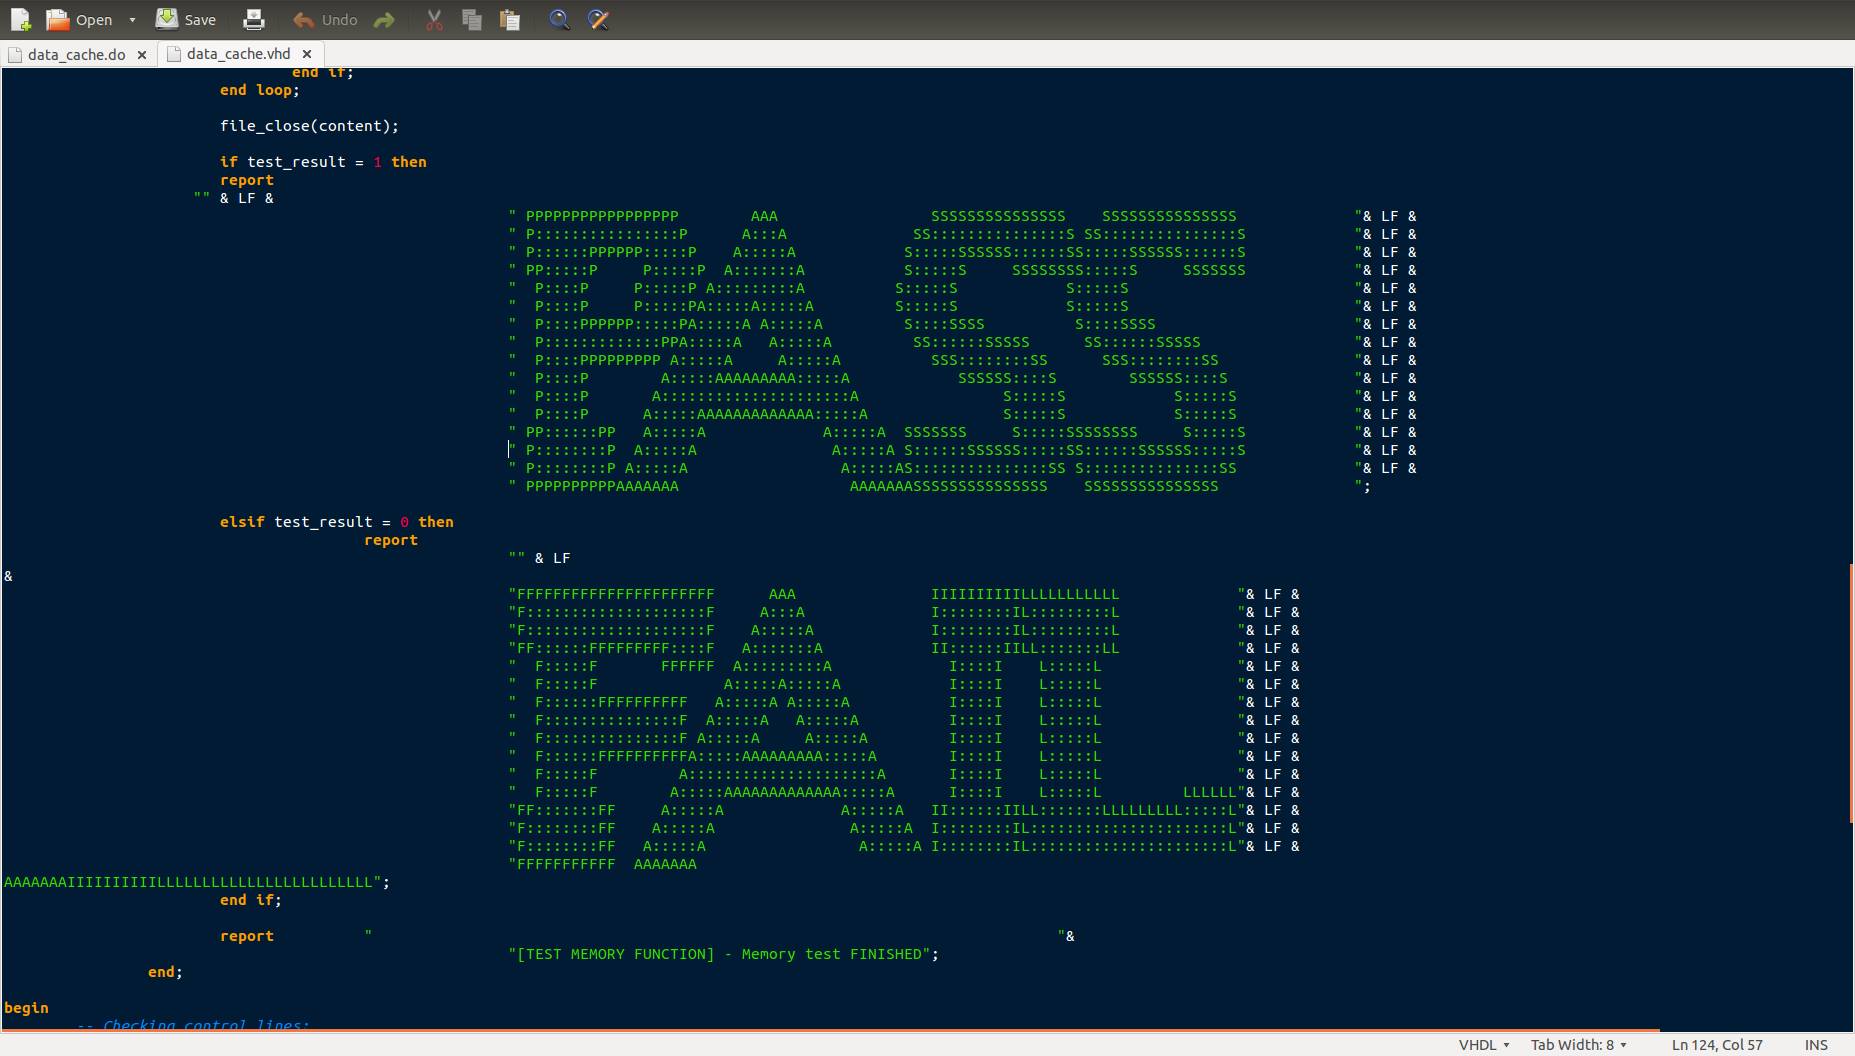 Open Save Undo
data_cache.do data_cache.vhd
end if;
end loop;
file_close(content);
if test_result = 1 then
report
"" & LF &
" PPPPPPPPPPPPPPPPP        AAA                 SSSSSSSSSSSSSSS    SSSSSSSSSSSSSSS             "& LF &
" P::::::::::::::::P      A:::A              SS:::::::::::::::S SS:::::::::::::::S            "& LF &
" P::::::PPPPPP:::::P    A:::::A            S:::::SSSSSS::::::SS:::::SSSSSS::::::S            "& LF &
" PP:::::P     P:::::P  A:::::::A           S:::::S     SSSSSSSS:::::S     SSSSSSS            "& LF &
"  P::::P     P:::::P A:::::::::A          S:::::S            S:::::S                         "& LF &
"  P::::P     P:::::PA:::::A:::::A         S:::::S            S:::::S                         "& LF &
"  P::::PPPPPP:::::PA:::::A A:::::A         S::::SSSS          S::::SSSS                      "& LF &
"  P:::::::::::::PPA:::::A   A:::::A         SS::::::SSSSS      SS::::::SSSSS                 "& LF &
"  P::::PPPPPPPPP A:::::A     A:::::A          SSS::::::::SS      SSS::::::::SS               "& LF &
"  P::::P        A:::::AAAAAAAAA:::::A            SSSSSS::::S        SSSSSS::::S              "& LF &
"  P::::P       A:::::::::::::::::::::A                S:::::S            S:::::S             "& LF &
"  P::::P      A:::::AAAAAAAAAAAAA:::::A               S:::::S            S:::::S             "& LF &
" PP::::::PP   A:::::A             A:::::A  SSSSSSS     S:::::SSSSSSSS     S:::::S            "& LF &
" P::::::::P  A:::::A               A:::::A S::::::SSSSSS:::::SS::::::SSSSSS:::::S            "& LF &
" P::::::::P A:::::A                 A:::::AS:::::::::::::::SS S:::::::::::::::SS             "& LF &
" PPPPPPPPPPAAAAAAA                   AAAAAAASSSSSSSSSSSSSSS    SSSSSSSSSSSSSSS               ";
elsif test_result = 0 then
report
"" & LF
&
"FFFFFFFFFFFFFFFFFFFFFF      AAA               IIIIIIIIIILLLLLLLLLLL             "& LF &
"F::::::::::::::::::::F     A:::A              I::::::::IL:::::::::L             "& LF &
"F::::::::::::::::::::F    A:::::A             I::::::::IL:::::::::L             "& LF &
"FF::::::FFFFFFFFF::::F   A:::::::A            II::::::IILL:::::::LL             "& LF &
"  F:::::F       FFFFFF  A:::::::::A             I::::I    L:::::L               "& LF &
"  F:::::F              A:::::A:::::A            I::::I    L:::::L               "& LF &
"  F::::::FFFFFFFFFF   A:::::A A:::::A           I::::I    L:::::L               "& LF &
"  F:::::::::::::::F  A:::::A   A:::::A          I::::I    L:::::L               "& LF &
"  F:::::::::::::::F A:::::A     A:::::A         I::::I    L:::::L               "& LF &
"  F::::::FFFFFFFFFFA:::::AAAAAAAAA:::::A        I::::I    L:::::L               "& LF &
"  F:::::F         A:::::::::::::::::::::A       I::::I    L:::::L               "& LF &
"  F:::::F        A:::::AAAAAAAAAAAAA:::::A      I::::I    L:::::L         LLLLLL"& LF &
"FF:::::::FF     A:::::A             A:::::A   II::::::IILL:::::::LLLLLLLLL:::::L"& LF &
"F::::::::FF    A:::::A               A:::::A  I::::::::IL::::::::::::::::::::::L"& LF &
"F::::::::FF   A:::::A                 A:::::A I::::::::IL::::::::::::::::::::::L"& LF &
"FFFFFFFFFFF  AAAAAAA
AAAAAAAIIIIIIIIIILLLLLLLLLLLLLLLLLLLLLLLL";
end if;
report "                                                                            "&
"[TEST MEMORY FUNCTION] - Memory test FINISHED";
end;
begin
-- Checking control lines:
VHDL Tab Width: 8 Ln 124, Col 57 INS